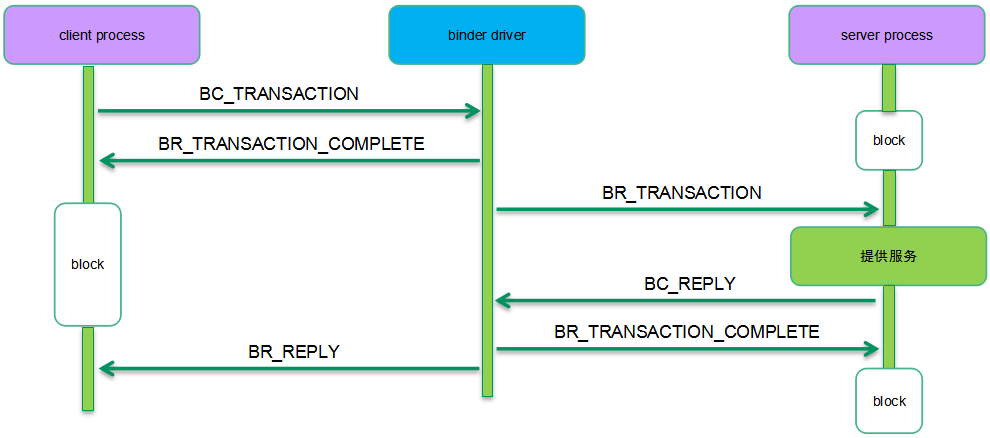 client process
binder driver
server process
BC_TRANSACTION
block
BR_TRANSACTION_COMPLETE
BR_TRANSACTION
block
提供服务
BC_REPLY
BR_TRANSACTION_COMPLETE
BR_REPLY
block